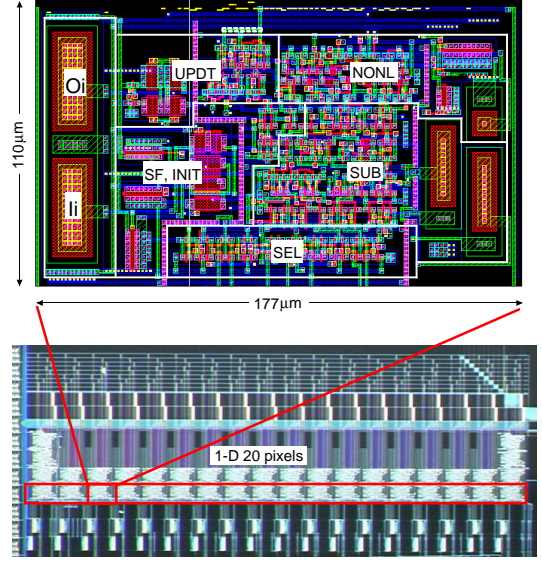 110μm
Oi
UPDT
NONL
SF, INIT
Ii
SUB
SEL
177μm
1-D 20 pixels